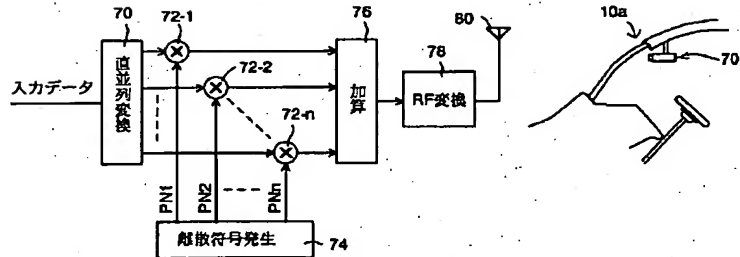 70
直並列変換
入力データ
72-1
72-2
72-n
76
加算
78
RF変換
80
PN1
PN2
PNn
離散符号発生
74
10a
70